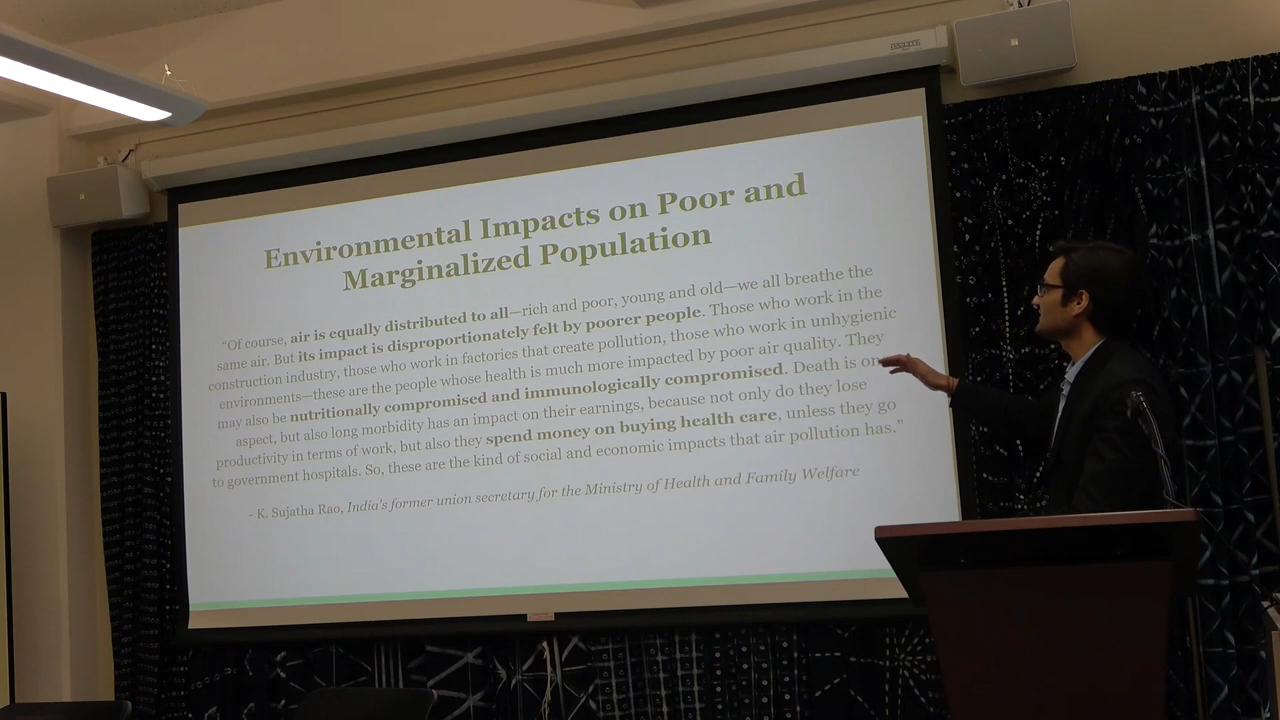 Environmental Impacts on Poor and
Marginalized Population
“Of course, air is equally distributed to all—rich and poor, young and old—we all breathe the
same air. But its impact is disproportionately felt by poorer people. Those who work in the
construction industry, those who work in factories that create pollution, those who work in unhygienic
environments—these are the people whose health is much more impacted by poor air quality. They
may also be nutritionally compromised and immunologically compromised. Death is one
aspect, but also long morbidity has an impact on their earnings, because not only do they lose
productivity in terms of work, but also they spend money on buying health care, unless they go
to government hospitals. So, these are the kind of social and economic impacts that air pollution has.”
- K. Sujatha Rao, India's former union secretary for the Ministry of Health and Family Welfare